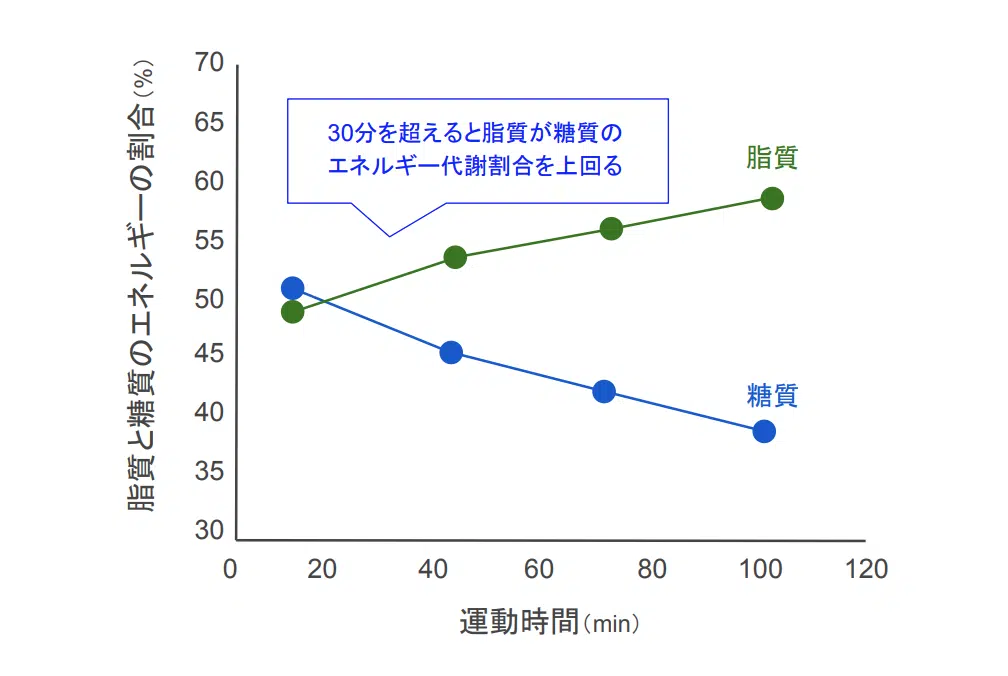 脂質と糖質のエネルギーの割合(%)
70
65
60
55
50
45
40
35
30
30分を超えると脂質が糖質の
エネルギー代謝割合を上回る
脂質
糖質
0 20 40 60 80 100 120
運動時間(min)